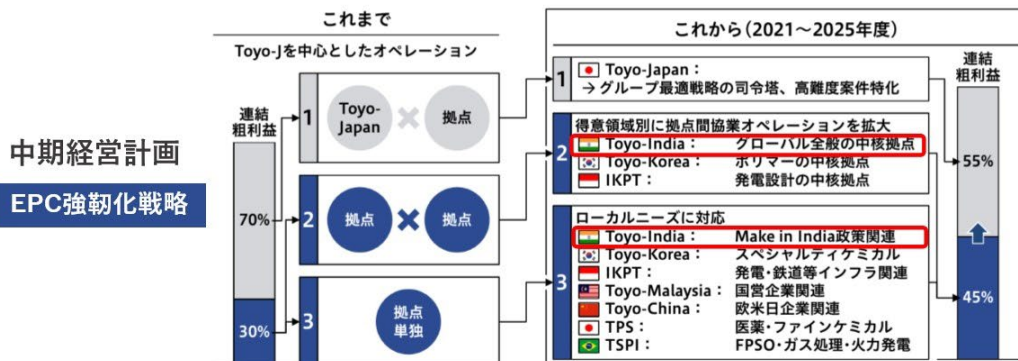 中期経営計画
EPC強靭化戦略
これまで
Toyo-Jを中心としたオペレーション
連結
粗利益
70%
30%
1
Toyo-
Japan
×
拠点
2
拠点
×
拠点
3
拠点
単独
これから（2021～2025年度）
1
Toyo-Japan：
→ グループ最適戦略の司令塔、高難度案件特化
2
得意領域別に拠点間協業オペレーションを拡大
Toyo-India： グローバル全般の中核拠点
Toyo-Korea： ポリマーの中核拠点
IKPT： 発電設計の中核拠点
3
ローカルニーズに対応
Toyo-India： Make in India政策関連
Toyo-Korea： スペシャルティケミカル
IKPT： 発電・鉄道等インフラ関連
Toyo-Malaysia： 国営企業関連
Toyo-China： 欧米日企業関連
TPS： 医薬・ファインケミカル
TSPI： FPSO・ガス処理・火力発電
連結
粗利益
55%
45%